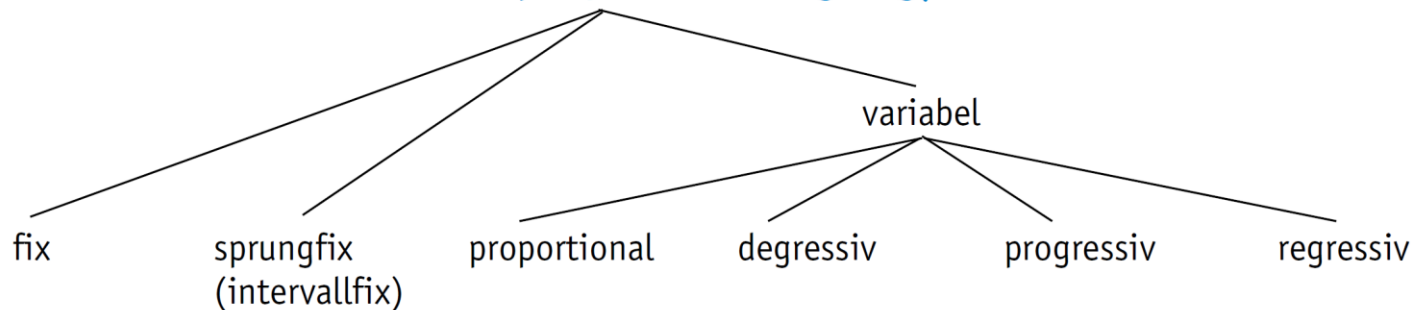 variabel
fix sprungfix proportional degressiv progressiv regressiv
(intervallfix)